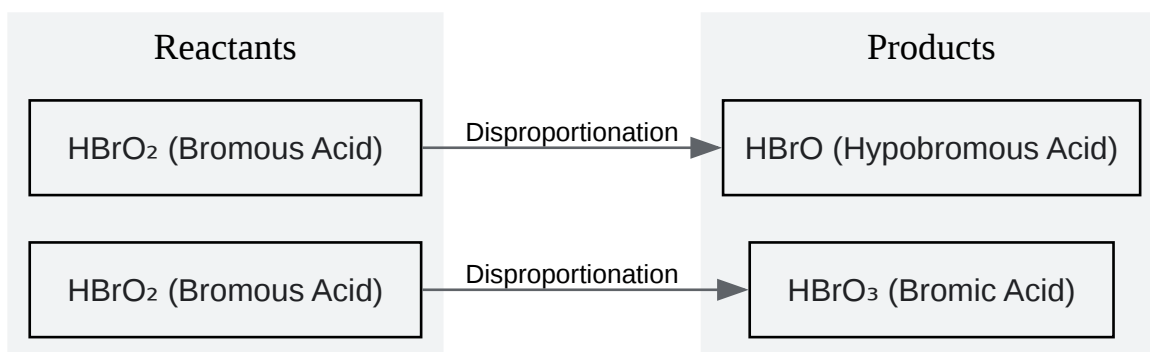 Reactants
Products
HBrO₂ (Bromous Acid)
Disproportionation
HBrO (Hypobromous Acid)
HBrO₂ (Bromous Acid)
Disproportionation
HBrO₃ (Bromic Acid)